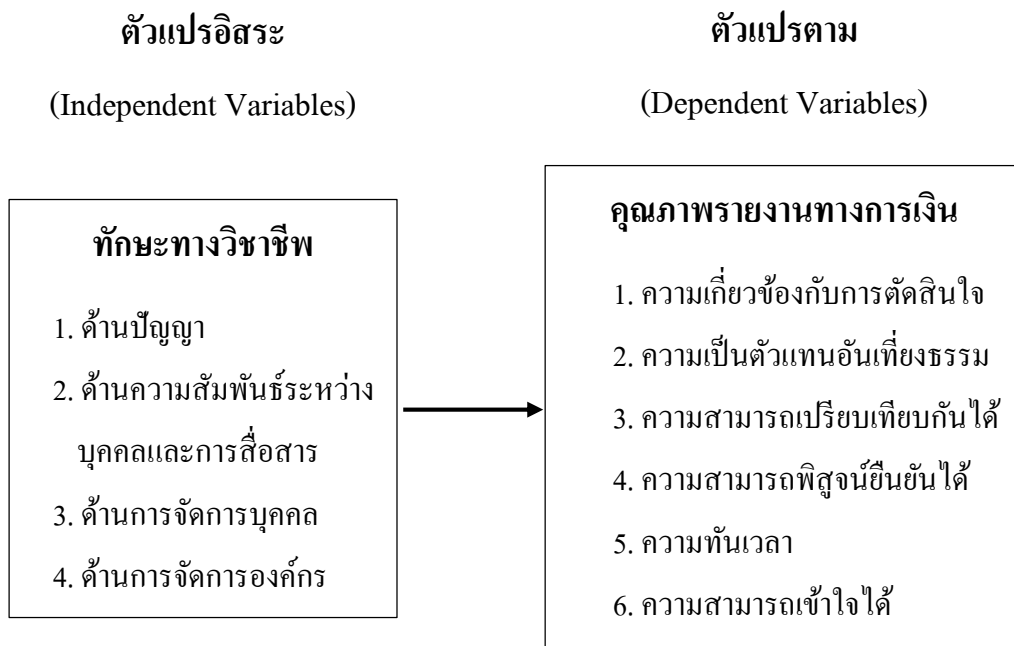 ตัวแปรอิสระ
(Independent Variables)
ทักษะทางวิชาชีพ
1. ด้านปัญญา
2. ด้านความสัมพันธ์ระหว่าง
บุคคลและการสื่อสาร
3. ด้านการจัดการบุคคล
4. ด้านการจัดการองค์กร
ตัวแปรตาม
(Dependent Variables)
คุณภาพรายงานทางการเงิน
1. ความเกี่ยวข้องกับการตัดสินใจ
2. ความเป็นตัวแทนอันเที่ยงธรรม
3. ความสามารถเปรียบเทียบกันได้
4. ความสามารถพิสูจน์ยืนยันได้
5. ความทันเวลา
6. ความสามารถเข้าใจได้